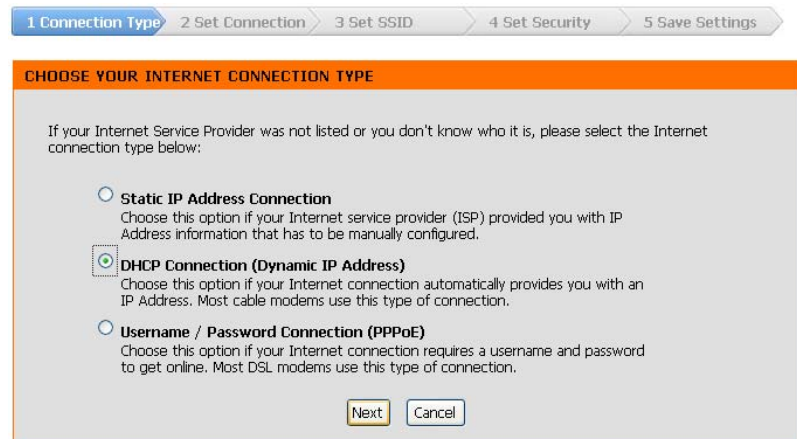 1 Connection Type
2 Set Connection
3 Set SSID
4 Set Security
5 Save Settings
CHOOSE YOUR INTERNET CONNECTION TYPE
If your Internet Service Provider was not listed or you don't know who it is, please select the Internet
connection type below:
Static IP Address Connection
Choose this option if your Internet service provider (ISP) provided you with IP
Address information that has to be manually configured.
DHCP Connection (Dynamic IP Address)
Choose this option if your Internet connection automatically provides you with an
IP Address. Most cable modems use this type of connection.
Username / Password Connection (PPPoE)
Choose this option if your Internet connection requires a username and password
to get online. Most DSL modems use this type of connection.
Next
Cancel